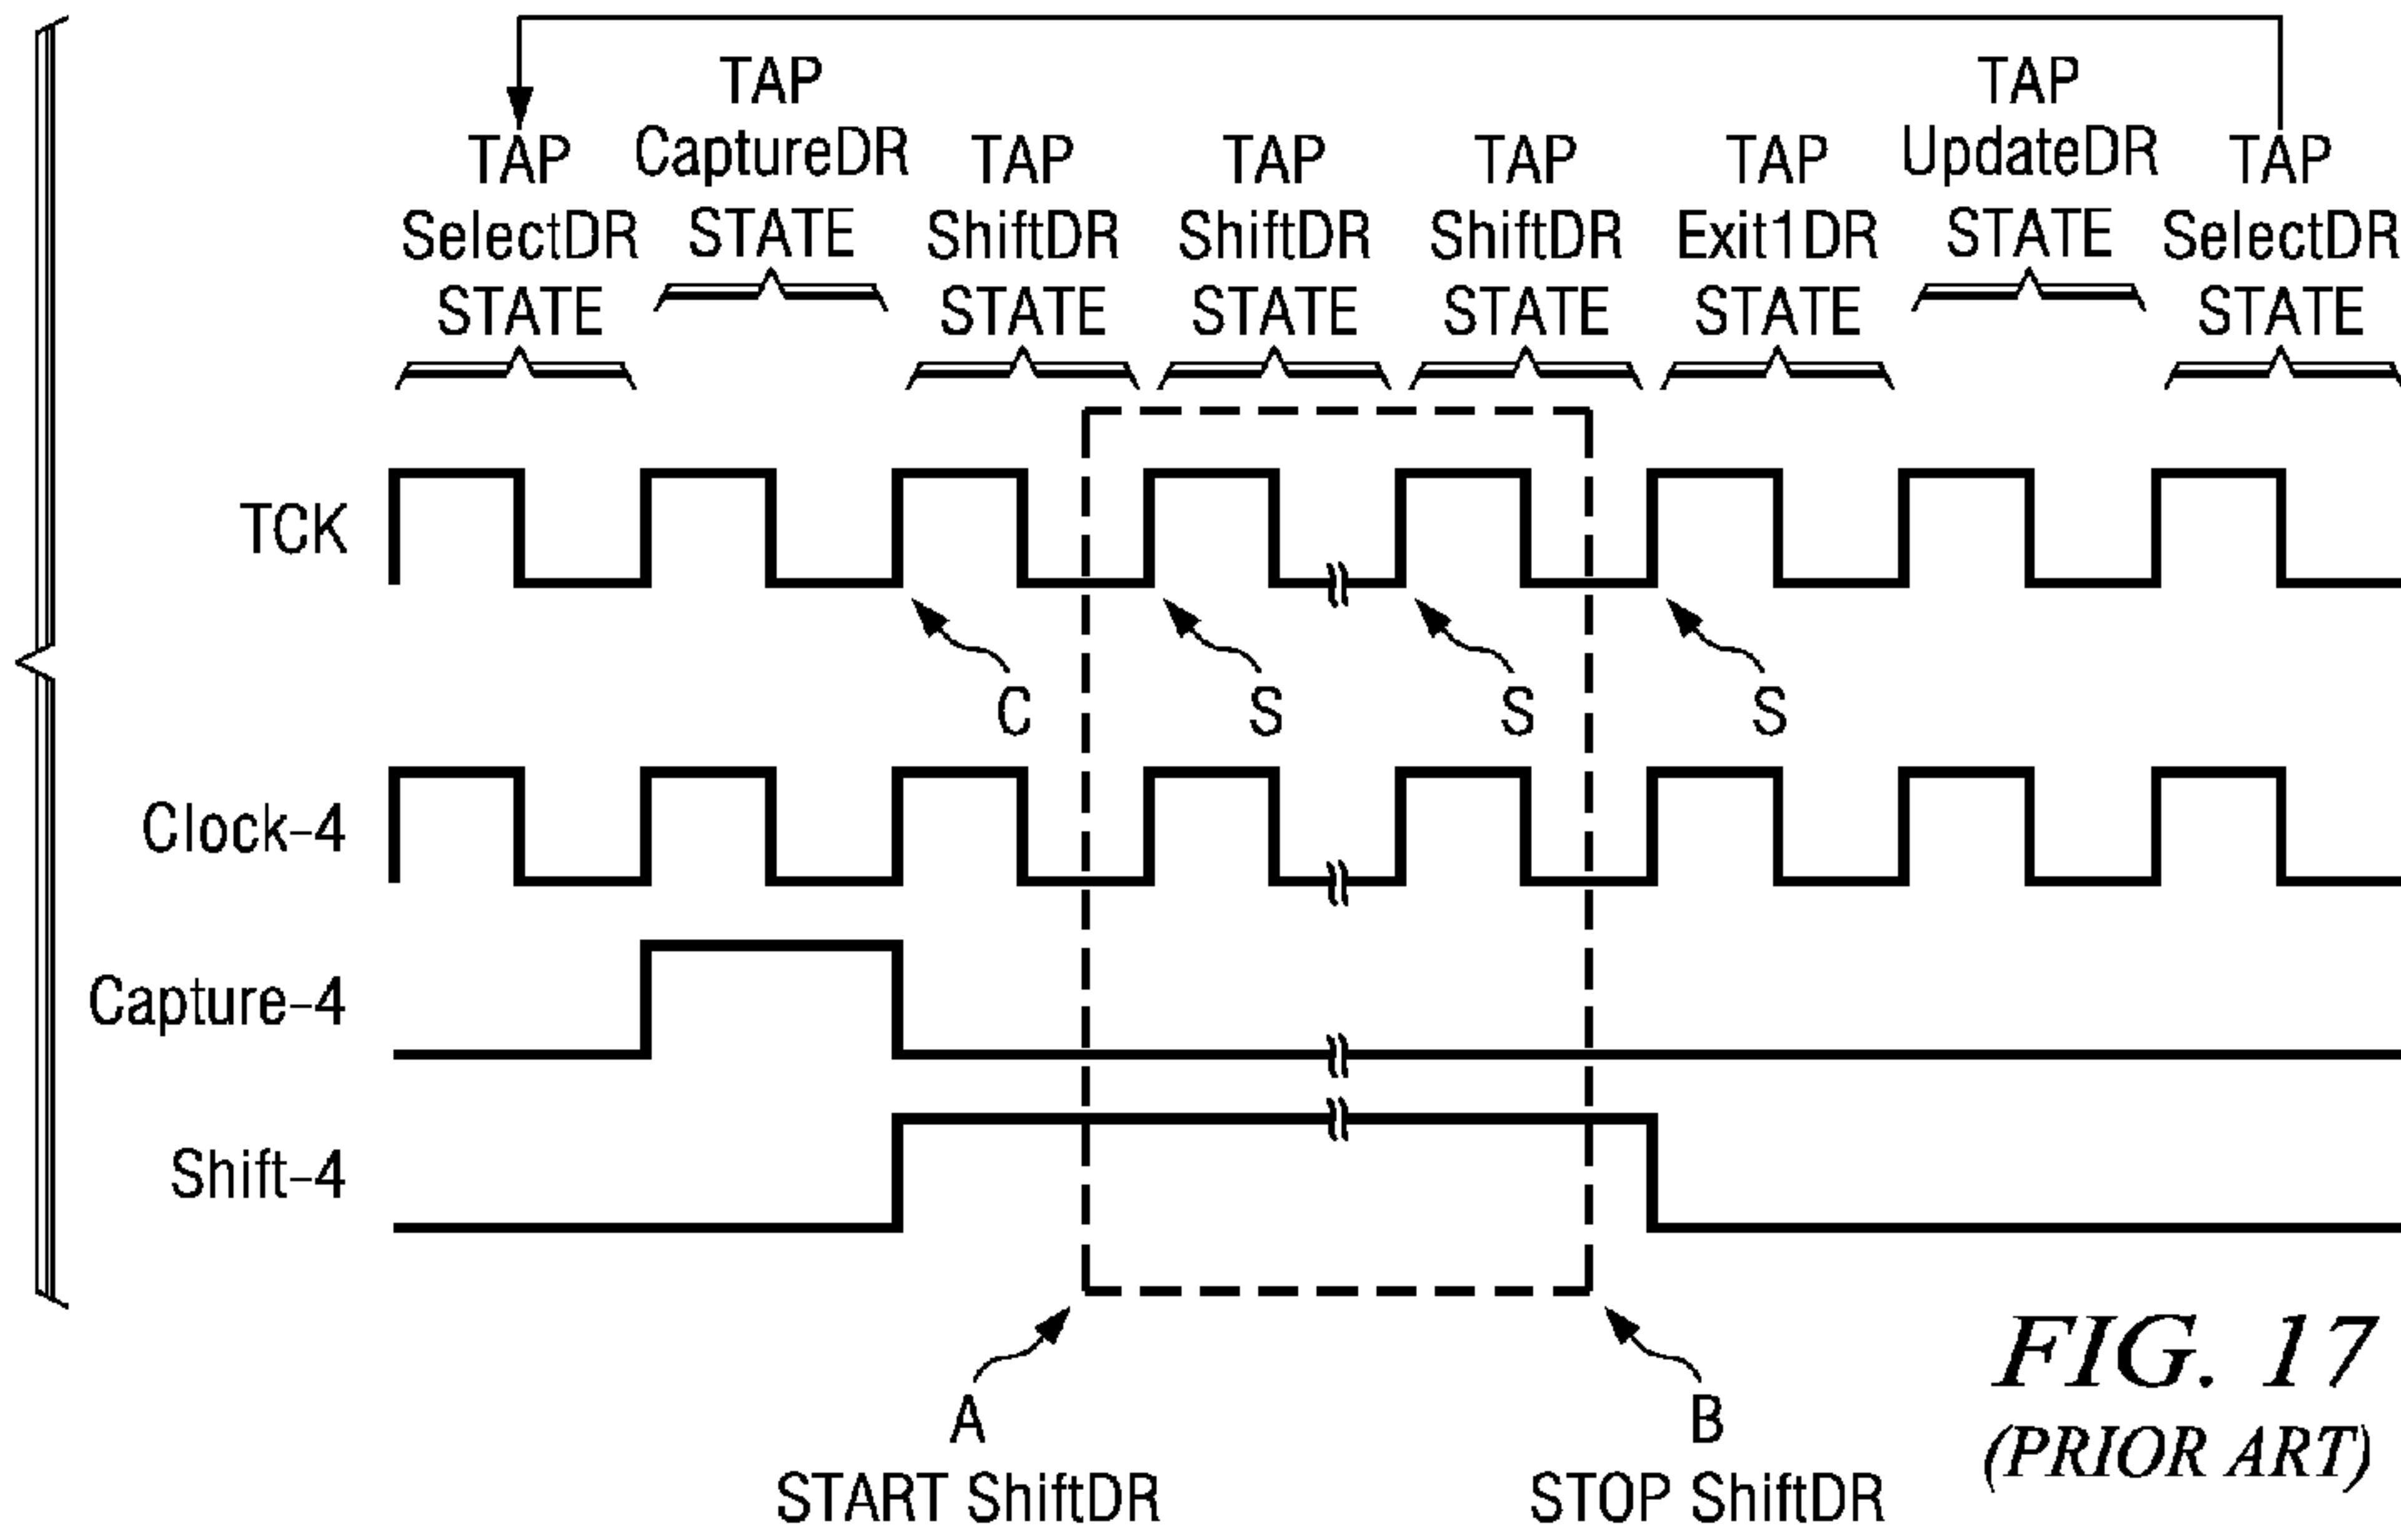 TAP
SelectDR
STATE
TAP
CaptureDR
STATE
TAP
ShiftDR
STATE
TAP
ShiftDR
STATE
TAP
ShiftDR
STATE
TAP
Exit1DR
STATE
TAP
UpdateDR
STATE
TAP
SelectDR
STATE
TCK
C
S
S
S
Clock-4
Capture-4
Shift-4
A
START ShiftDR
B
STOP ShiftDR
FIG. 17
(PRIOR ART)